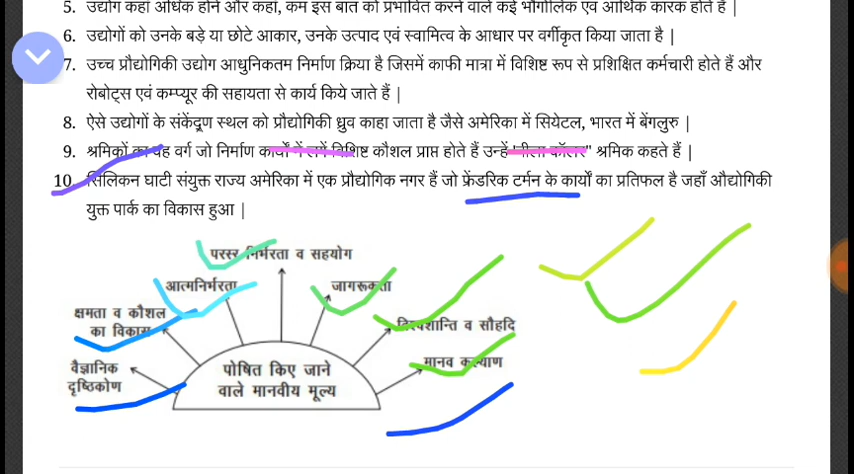 5. उद्योग कहाँ अधिक होने और कहाँ, कम इस बात को प्रभावित करने वाले कई भौगोलिक एवं आर्थिक कारक होते हैं |
6. उद्योगों को उनके बड़े या छोटे आकार, उनके उत्पाद एवं स्वामित्व के आधार पर वर्गीकृत किया जाता है |
7. उच्च प्रौद्योगिकी उद्योग आधुनिकतम निर्माण क्रिया है जिसमें काफी मात्रा में विशिष्ट रूप से प्रशिक्षित कर्मचारी होते हैं और
रोबोट्स एवं कम्प्यूर की सहायता से कार्य किये जाते हैं |
8. ऐसे उद्योगों के संकेंद्र्ण स्थल को प्रौद्योगिकी ध्रुव काहा जाता है जैसे अमेरिका में सियेटल, भारत में बेंगलुरु |
9. श्रमिकों का वह वर्ग जो निर्माण कार्यों में विशिष्ट कौशल प्राप्त होते हैं उन्हें "नीला कॉलर" श्रमिक कहते हैं |
10 सिलिकन घाटी संयुक्त राज्य अमेरिका में एक प्रौद्योगिक नगर हैं जो फ्रेंडरिक टर्मन के कार्यों का प्रतिफल है जहाँ औद्योगिकी
युक्त पार्क का विकास हुआ |
परस्पर निर्भरता व सहयोग
आत्मनिर्भरता
जागरूकता
क्षमता व कौशल
का विकास
विश्वशान्ति व सौहदि
वैज्ञानिक
दृष्ठिकोण
मानव कल्याण
पोषित किए जाने
वाले मानवीय मूल्य